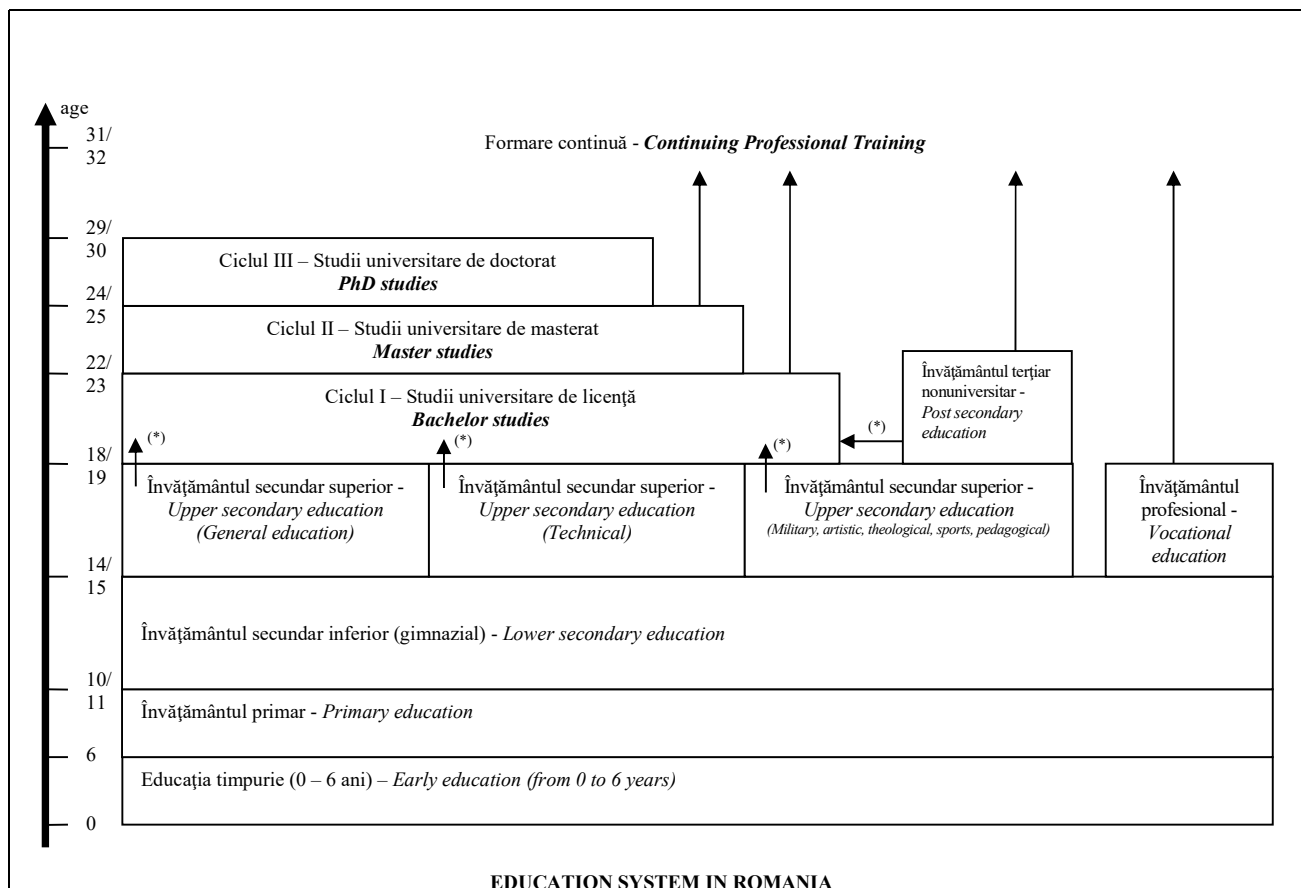 age
31/
32
Formare continuă - Continuing Professional Training
29/
30
Ciclul III – Studii universitare de doctorat
PhD studies
24/
25
Ciclul II – Studii universitare de masterat
Master studies
22/
23
Ciclul I – Studii universitare de licenţă
Bachelor studies
Învăţământul terţiar
nonuniversitar -
Post secondary
education
(*)
(*)
(*)
(*)
18/
19
Învăţământul secundar superior -
Upper secondary education
(General education)
Învăţământul secundar superior -
Upper secondary education
(Technical)
Învăţământul secundar superior -
Upper secondary education
(Military, artistic, theological, sports, pedagogical)
Învăţământul
profesional -
Vocational
education
14/
15
Învăţământul secundar inferior (gimnazial) - Lower secondary education
10/
11
Învăţământul primar - Primary education
6
Educaţia timpurie (0 – 6 ani) – Early education (from 0 to 6 years)
0
EDUCATION SYSTEM IN ROMANIA